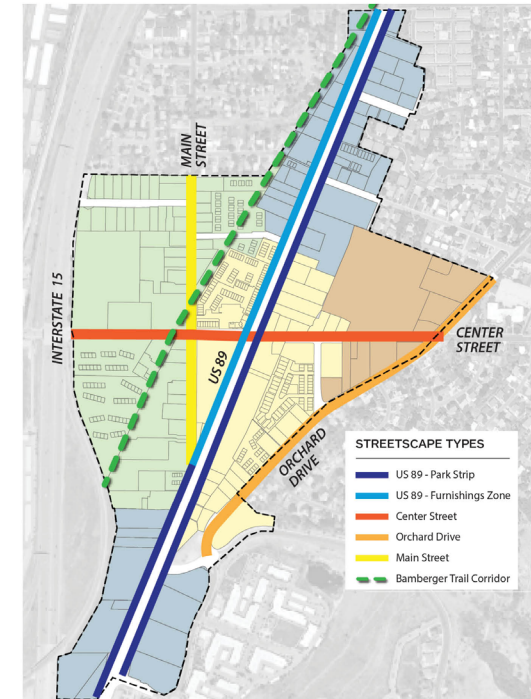 MAIN
STREET
INTERSTATE 15
US 89
CENTER
STREET
ORCHARD
DRIVE
STREETSCAPE TYPES
US 89 - Park Strip
US 89 - Furnishings Zone
Center Street
Orchard Drive
Main Street
Bamberger Trail Corridor